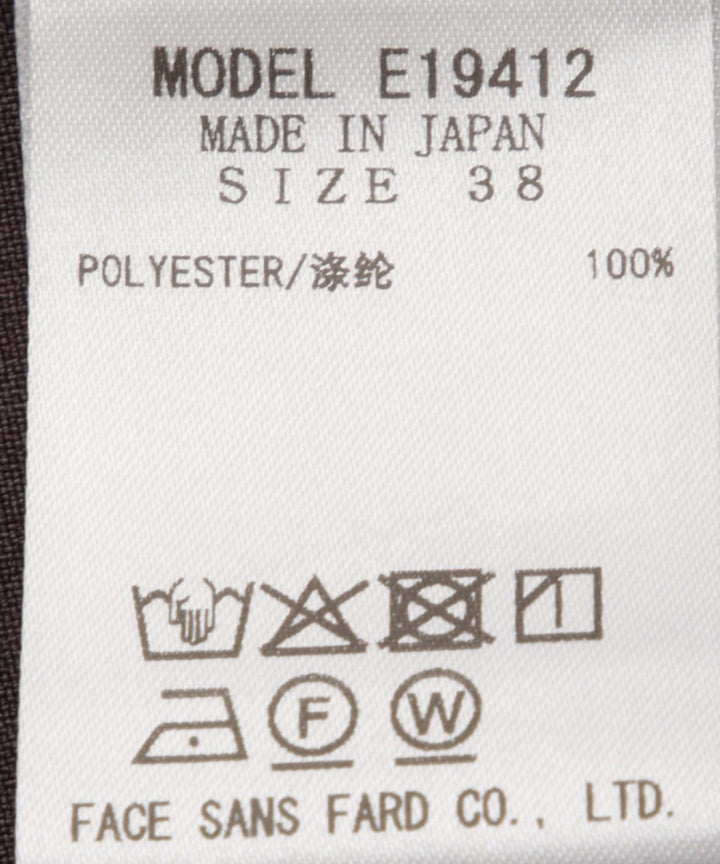 MODEL E19412
MADE IN JAPAN
SIZE 38
POLYESTER/涤纶 100%
F W
FACE SANS FARD CO., LTD.